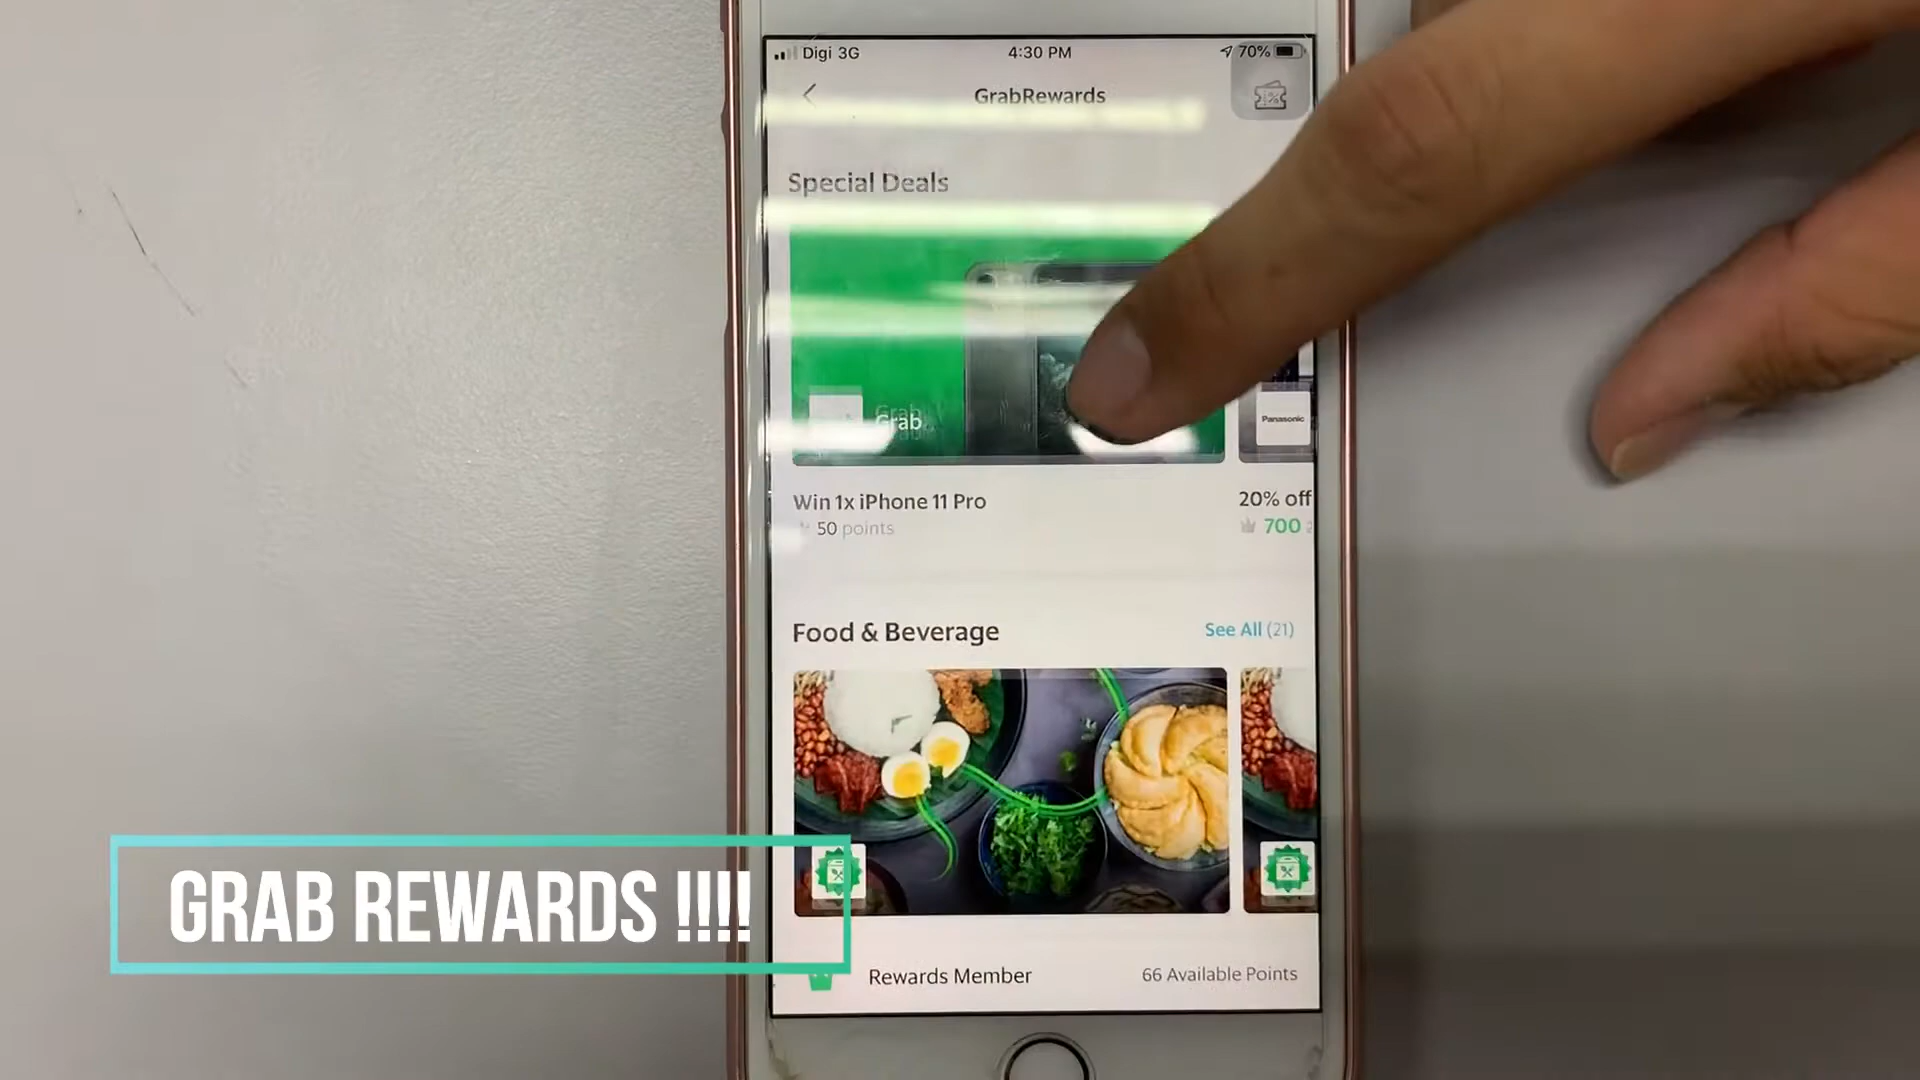 Digi 3G
4:30 PM
70%
GrabRewards
Special Deals
Grab
Panasonic
Win 1x iPhone 11 Pro
50 points
20% off
700
Food & Beverage
See All (21)
GRAB REWARDS !!!!
Rewards Member
66 Available Points